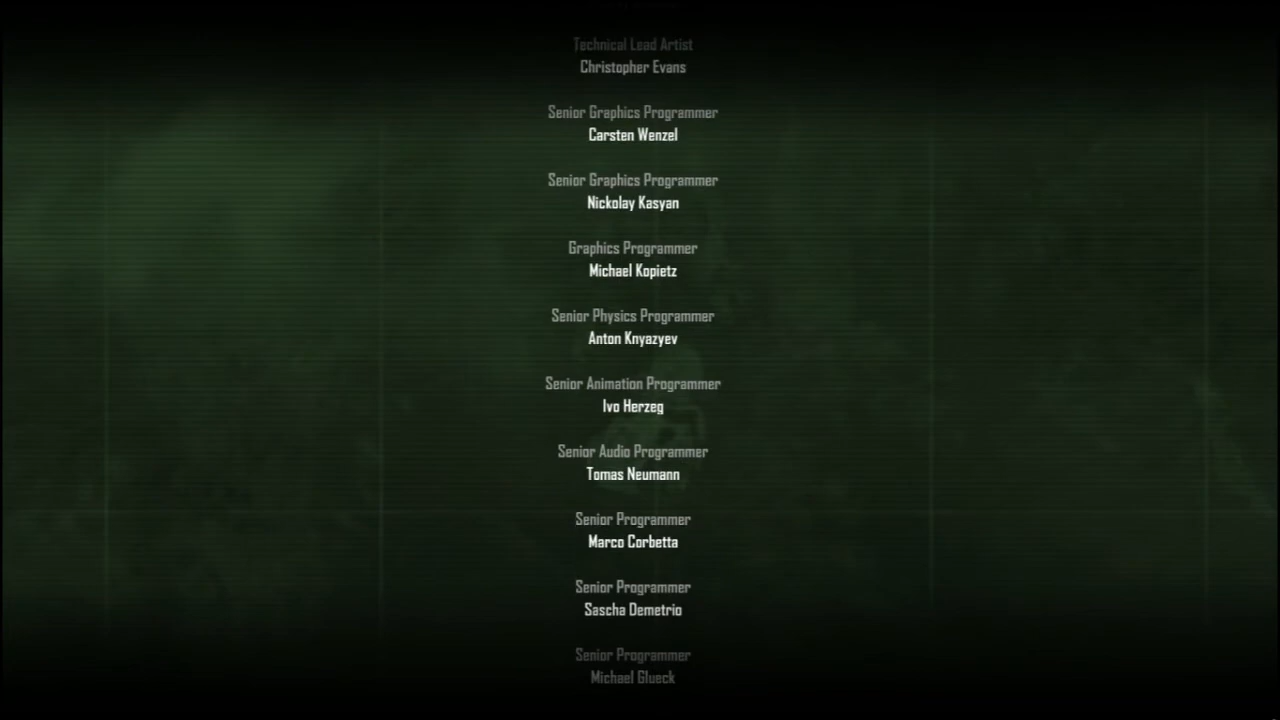 Technical Lead Artist
Christopher Evans
Senior Graphics Programmer
Carsten Wenzel
Senior Graphics Programmer
Nickolay Kasyan
Graphics Programmer
Michael Kopietz
Senior Physics Programmer
Anton Knyazyev
Senior Animation Programmer
Ivo Herzeg
Senior Audio Programmer
Tomas Neumann
Senior Programmer
Marco Corbetta
Senior Programmer
Sascha Demetrio
Senior Programmer
Michael Glueck